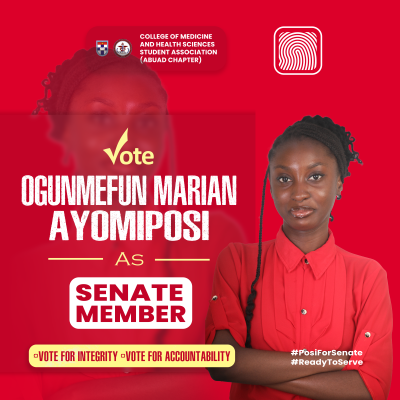 COLLEGE OF MEDICINE
AND HEALTH SCIENCES
STUDENT ASSOCIATION
(ABUAD CHAPTER)
Vote
OGUNMEFUN MARIAN
AYOMIPOSI
As
SENATE
MEMBER
▫VOTE FOR INTEGRITY ▫VOTE FOR ACCOUNTABILITY
#PosiForSenate
#ReadyToServe